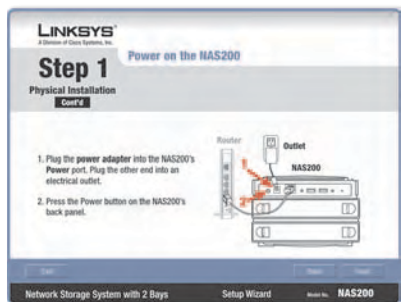 LINKSYS®
A Division of Cisco Systems, Inc.
Power on the NAS200
Step 1
Physical Installation
Cont'd
1. Plug the power adapter into the NAS200's
Power port. Plug the other end into an
electrical outlet.
2. Press the Power button on the NAS200's
back panel.
Router
Outlet
NAS200
1
2
Exit
Network Storage System with 2 Bays
Setup Wizard
Model No. NAS200